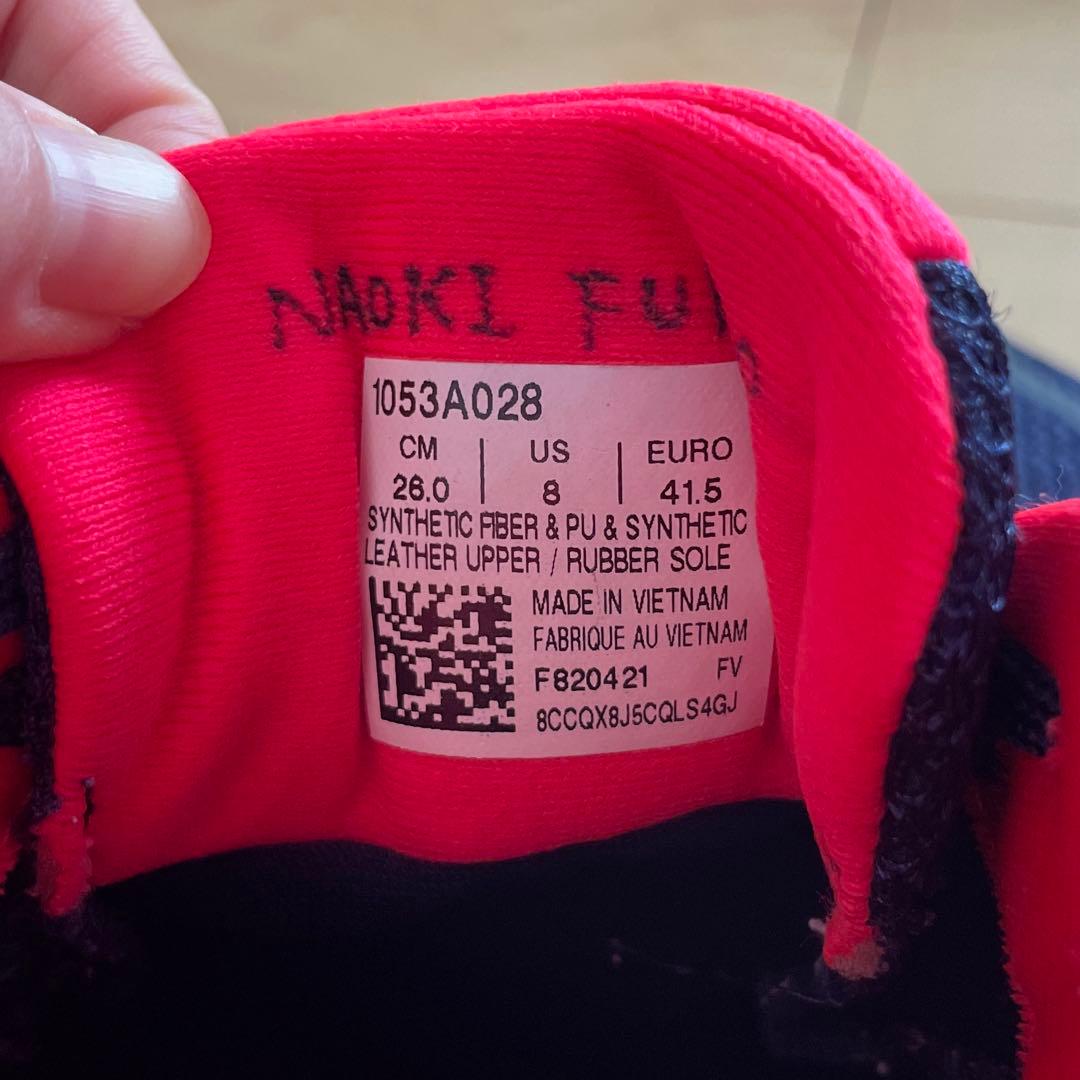 NAOKI
1053A028
CM | US | EURO
26.0 | 8 | 41.5
SYNTHETIC FIBER & PU & SYNTHETIC
LEATHER UPPER / RUBBER SOLE
MADE IN VIETNAM
FABRIQUE AU VIETNAM
F820421 FV
8CCQX8J5CQLS4GJ